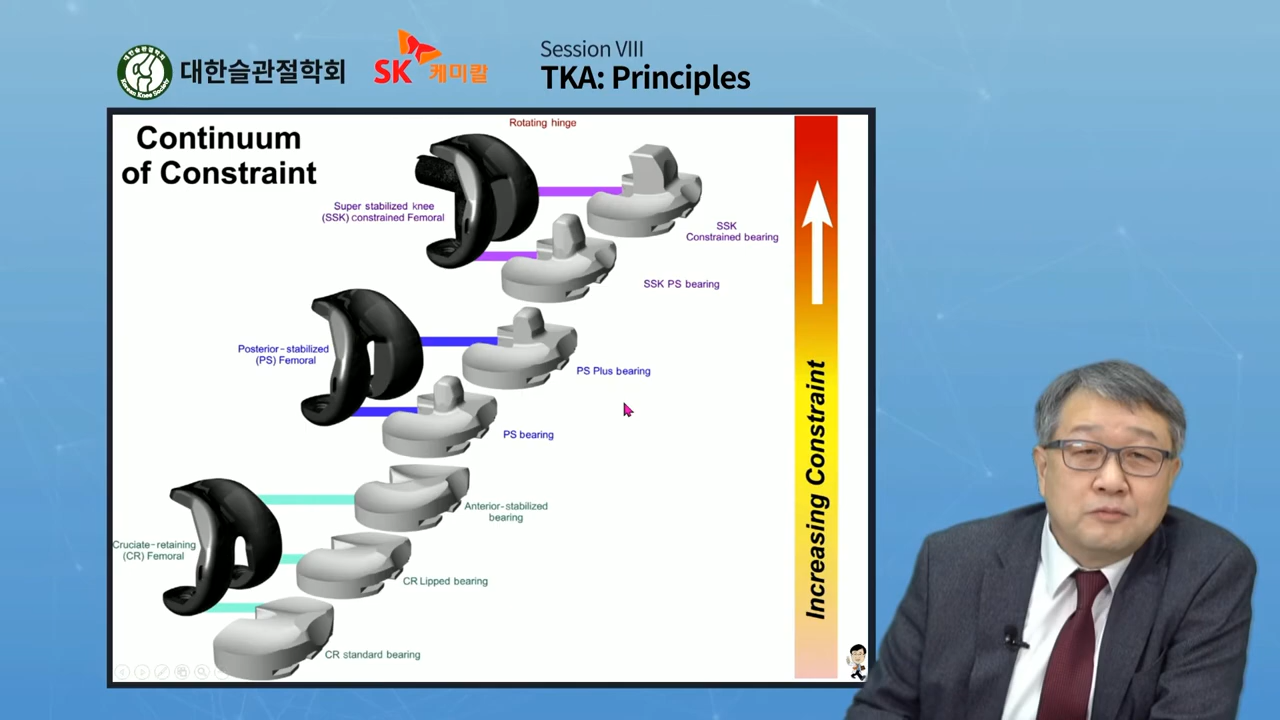 대한슬관절학회
SK 케미칼
Session VIII
TKA: Principles
Continuum
of Constraint
Rotating hinge
Super stabilized knee
(SSK) constrained Femoral
SSK
Constrained bearing
SSK PS bearing
Posterior-stabilized
(PS) Femoral
PS Plus bearing
PS bearing
Anterior-stabilized
bearing
Cruciate-retaining
(CR) Femoral
CR Lipped bearing
CR standard bearing
Increasing Constraint